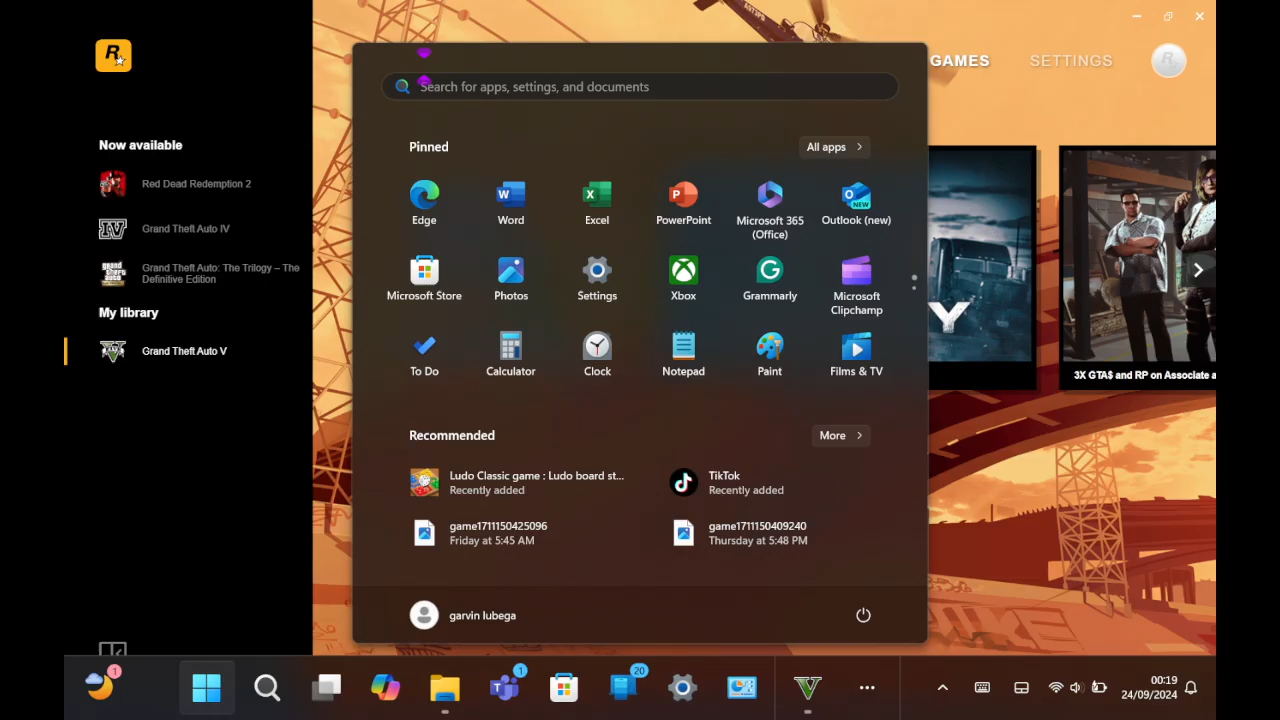 GAMES
SETTINGS
Now available
Red Dead Redemption 2
Grand Theft Auto IV
Grand Theft Auto: The Trilogy – The
Definitive Edition
My library
Grand Theft Auto V
Search for apps, settings, and documents
Pinned
All apps
Edge
Word
Excel
PowerPoint
Microsoft 365
(Office)
Outlook (new)
Microsoft Store
Photos
Settings
Xbox
Grammarly
Microsoft
Clipchamp
To Do
Calculator
Clock
Notepad
Paint
Films & TV
Recommended
More
Ludo Classic game : Ludo board st...
Recently added
TikTok
Recently added
game1711150425096
Friday at 5:45 AM
game1711150409240
Thursday at 5:48 PM
garvin lubega
3X GTA$ and RP on Associate a
1
1
20
00:19
24/09/2024